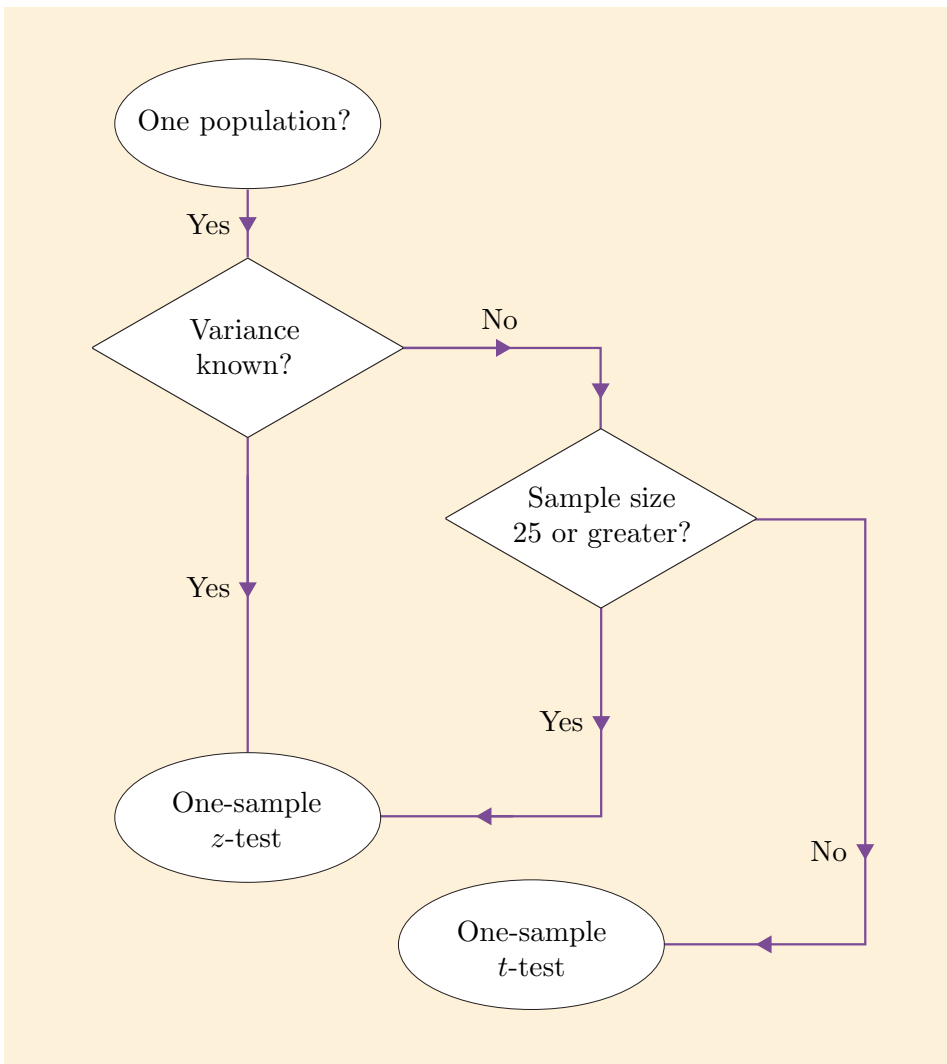 One population?
Yes
Variance
known?
No
Sample size
25 or greater?
Yes
Yes
One-sample
z-test
No
One-sample
t-test